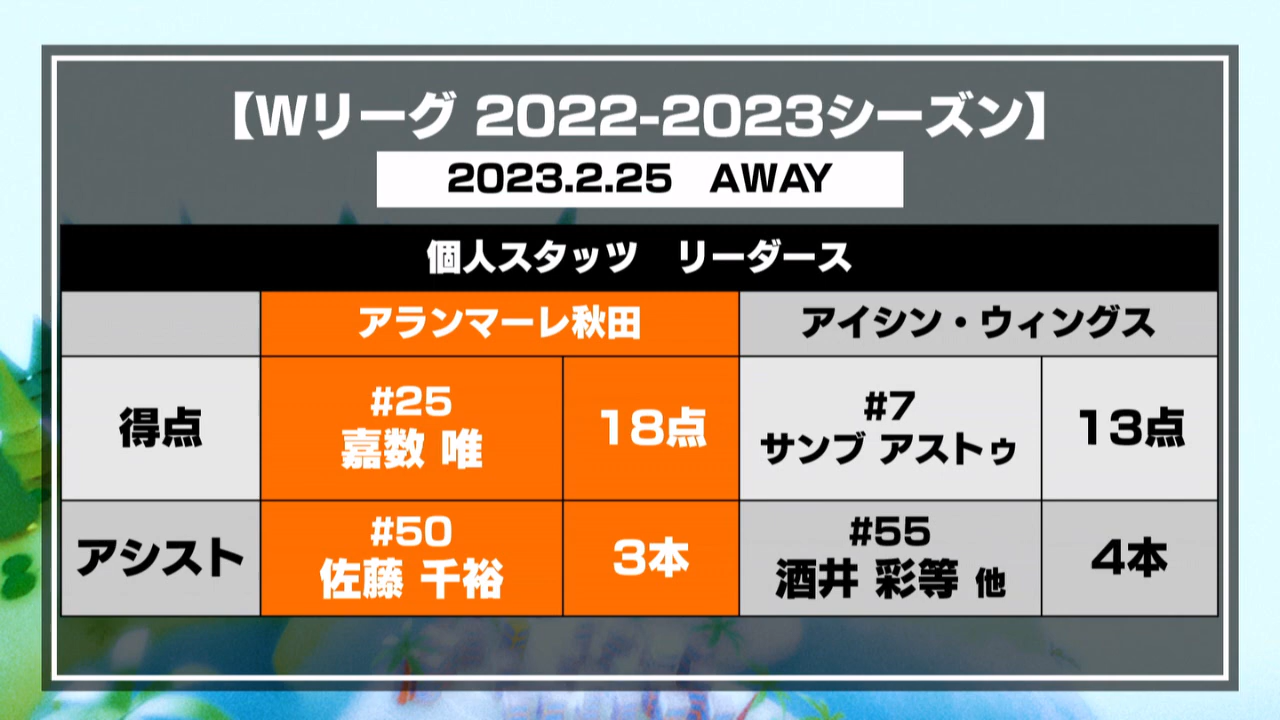 【Wリーグ 2022-2023シーズン】
2023.2.25 AWAY
個人スタッツ リーダース
アランマーレ秋田 アイシン・ウィングス
得点
#25
嘉数 唯
18点
#7
サンブ アストゥ
13点
アシスト
#50
佐藤 千裕
3本
#55
酒井 彩等 他
4本